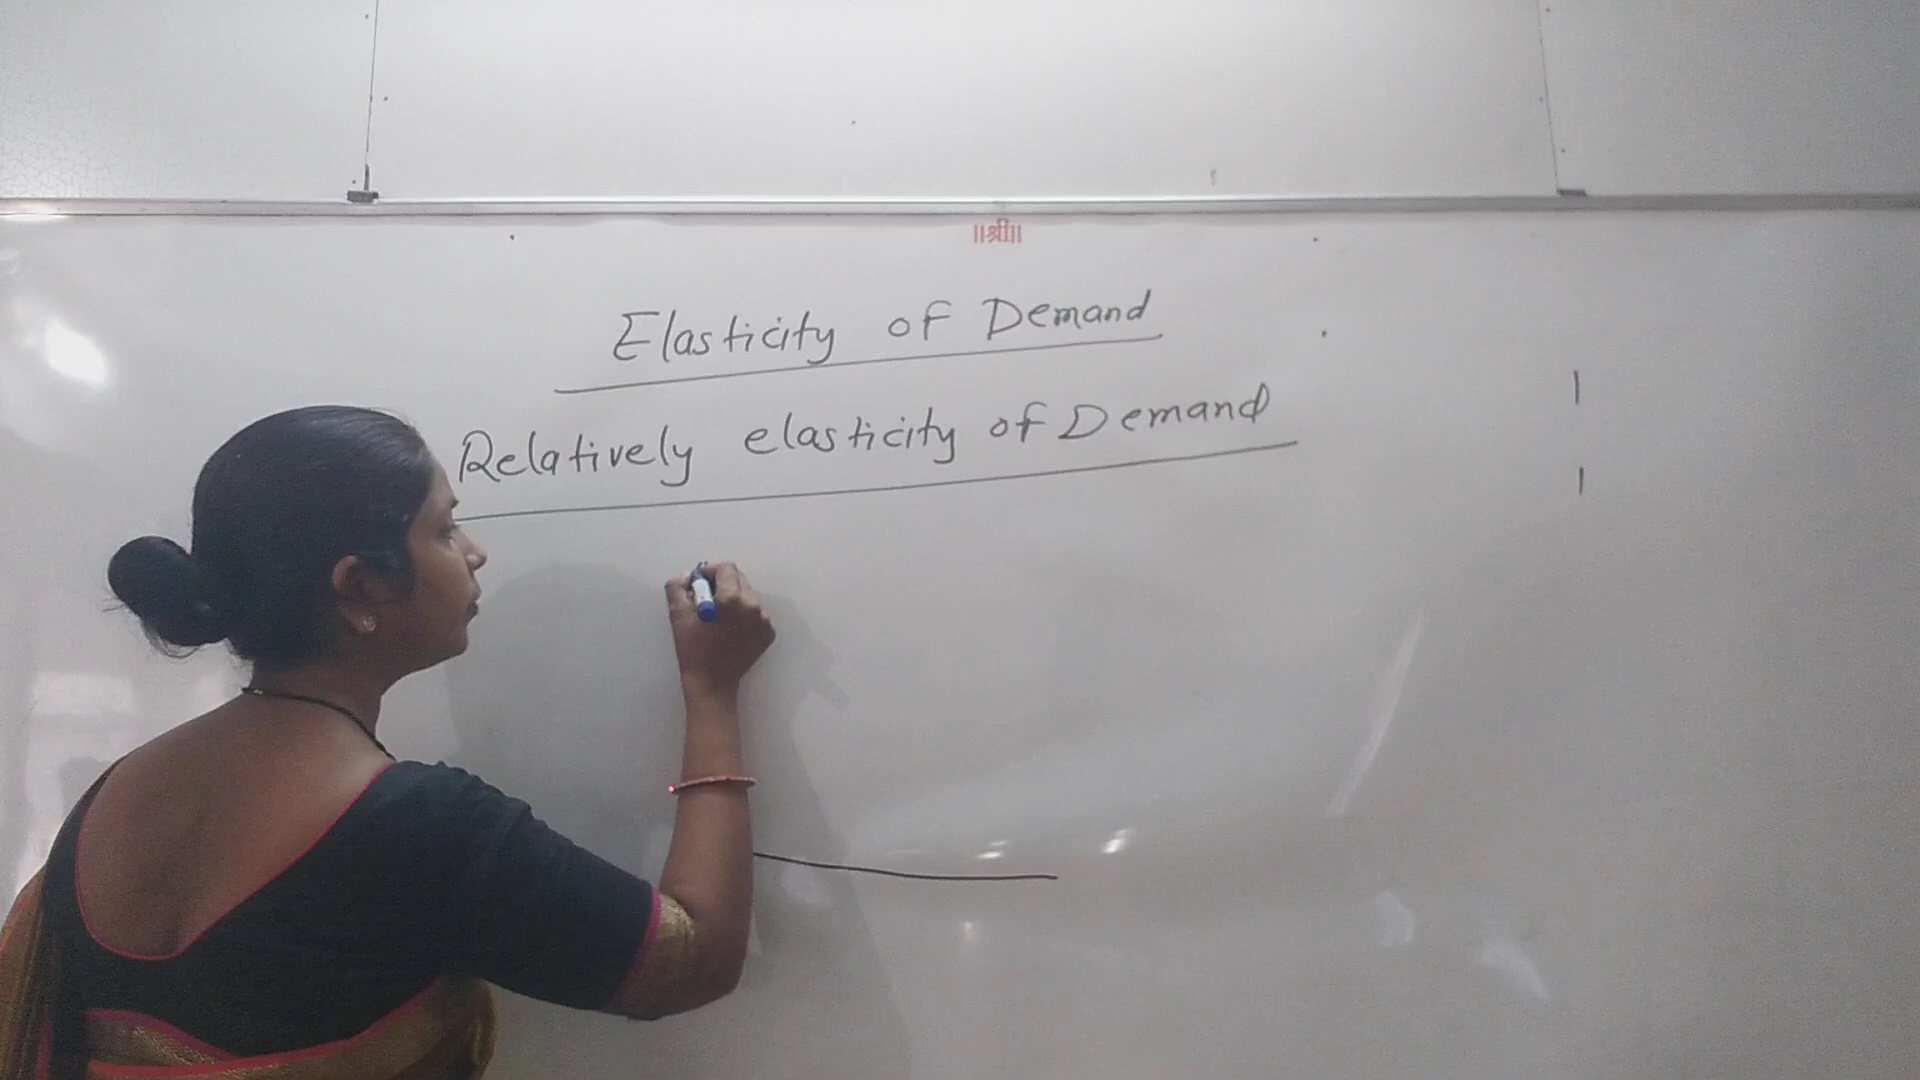 ॥श्री॥
Elasticity of Demand
Relatively elasticity of Demand